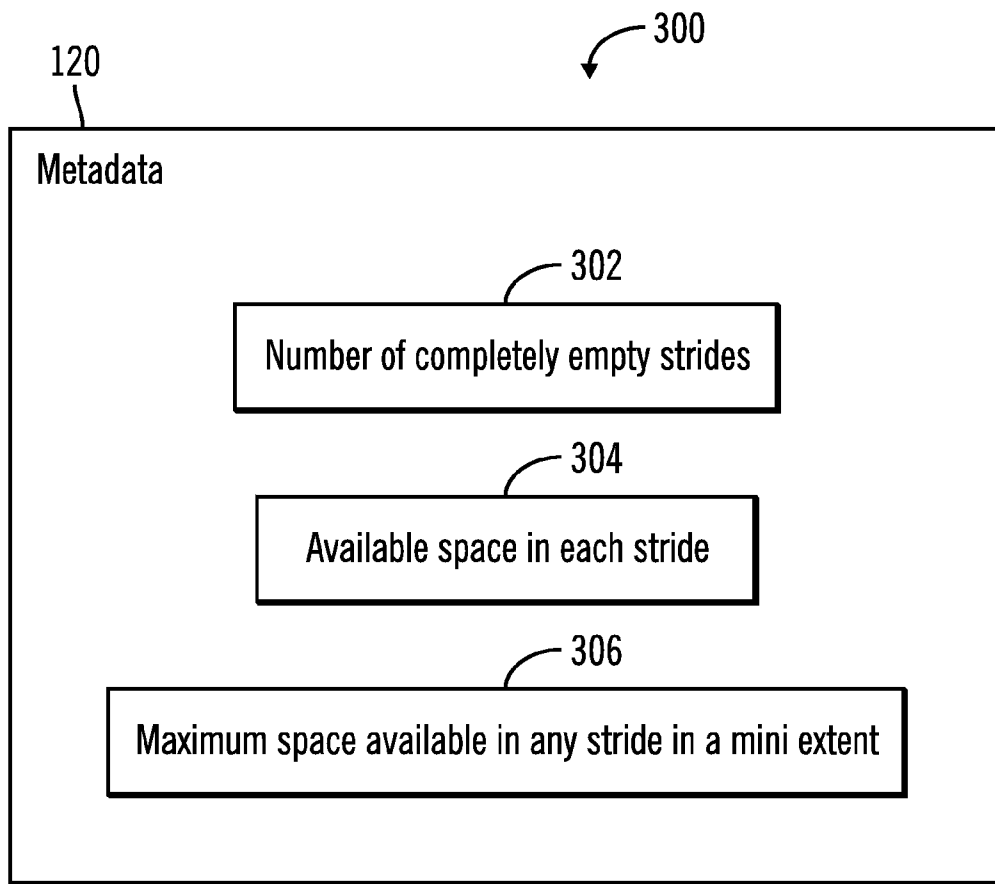 300
120
Metadata
302
Number of completely empty strides
304
Available space in each stride
306
Maximum space available in any stride in a mini extent